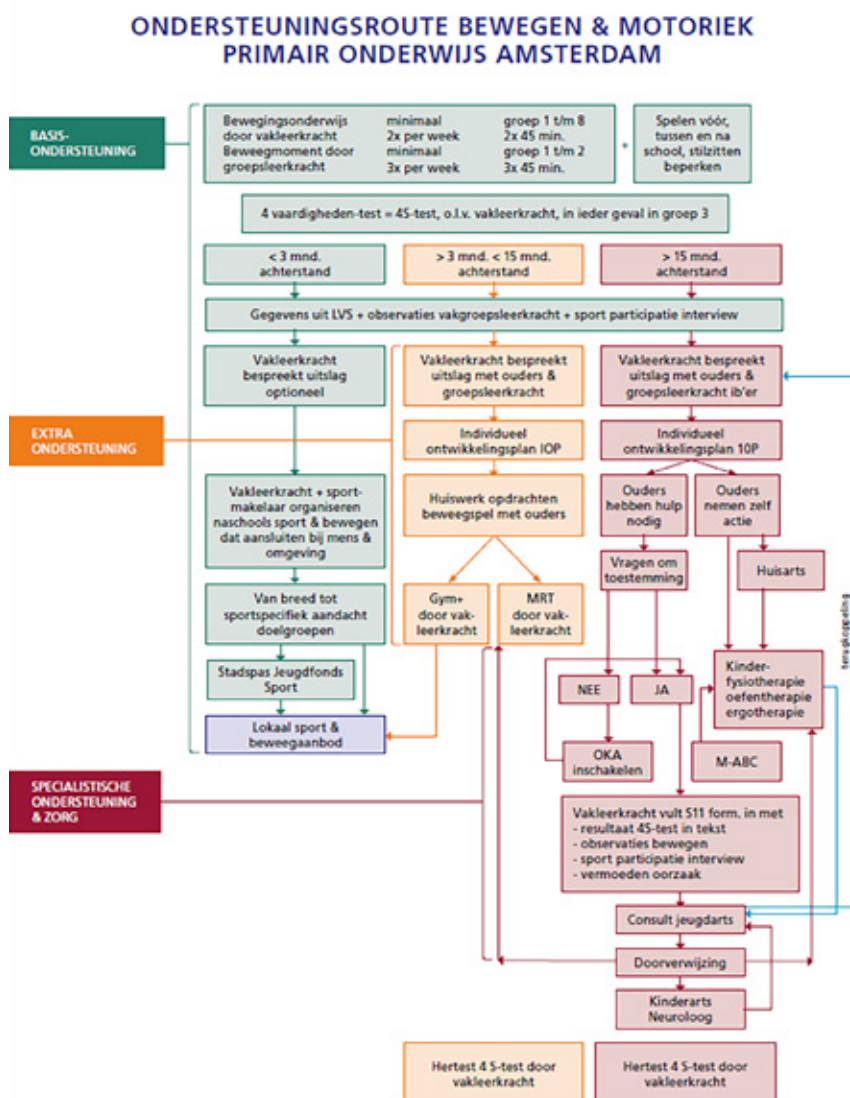 ONDERSTEUNINGSROUTE BEWEGEN & MOTORIEK
PRIMAIR ONDERWIJS AMSTERDAM
BASIS-
ONDERSTEUNING
Bewegingsonderwijs minimaal groep 1 t/m 8
door vakleerkracht 2x per week 2x 45 min.
Beweegmoment door minimaal groep 1 t/m 2
groepsleerkracht 3x per week 3x 45 min.
+
Spelen vóór,
tussen en na
school, stilzitten
beperken
4 vaardigheden-test = 4S-test, o.l.v. vakleerkracht, in ieder geval in groep 3
< 3 mnd.
achterstand
> 3 mnd. < 15 mnd.
achterstand
> 15 mnd.
achterstand
Gegevens uit LVS + observaties vakgroepsleerkracht + sport participatie interview
Vakleerkracht
bespreekt uitslag
optioneel
Vakleerkracht bespreekt
uitslag met ouders &
groepsleerkracht
Vakleerkracht bespreekt
uitslag met ouders &
groepsleerkracht ib'er
EXTRA
ONDERSTEUNING
Individueel
ontwikkelingsplan IOP
Individueel
ontwikkelingsplan 10P
Vakleerkracht + sport-
makelaar organiseren
naschools sport & bewegen
dat aansluiten bij mens &
omgeving
Huiswerk opdrachten
beweegspel met ouders
Ouders
hebben hulp
nodig
Ouders
nemen zelf
actie
Vragen om
toestemming
Huisarts
Van breed tot
sportspecifiek aandacht
doelgroepen
Gym+
door vak-
leerkracht
MRT
door vak-
leerkracht
terugkoppeling
Stadspas Jeugdfonds
Sport
NEE
JA
Kinder-
fysiotherapie
oefentherapie
ergotherapie
Lokaal sport &
beweegaanbod
OKA
inschakelen
M-ABC
SPECIALISTISCHE
ONDERSTEUNING
& ZORG
Vakleerkracht vult S11 form. in met
- resultaat 4S-test in tekst
- observaties bewegen
- sport participatie interview
- vermoeden oorzaak
Consult jeugdarts
Doorverwijzing
Kinderarts
Neuroloog
Hertest 4 S-test door
vakleerkracht
Hertest 4 S-test door
vakleerkracht